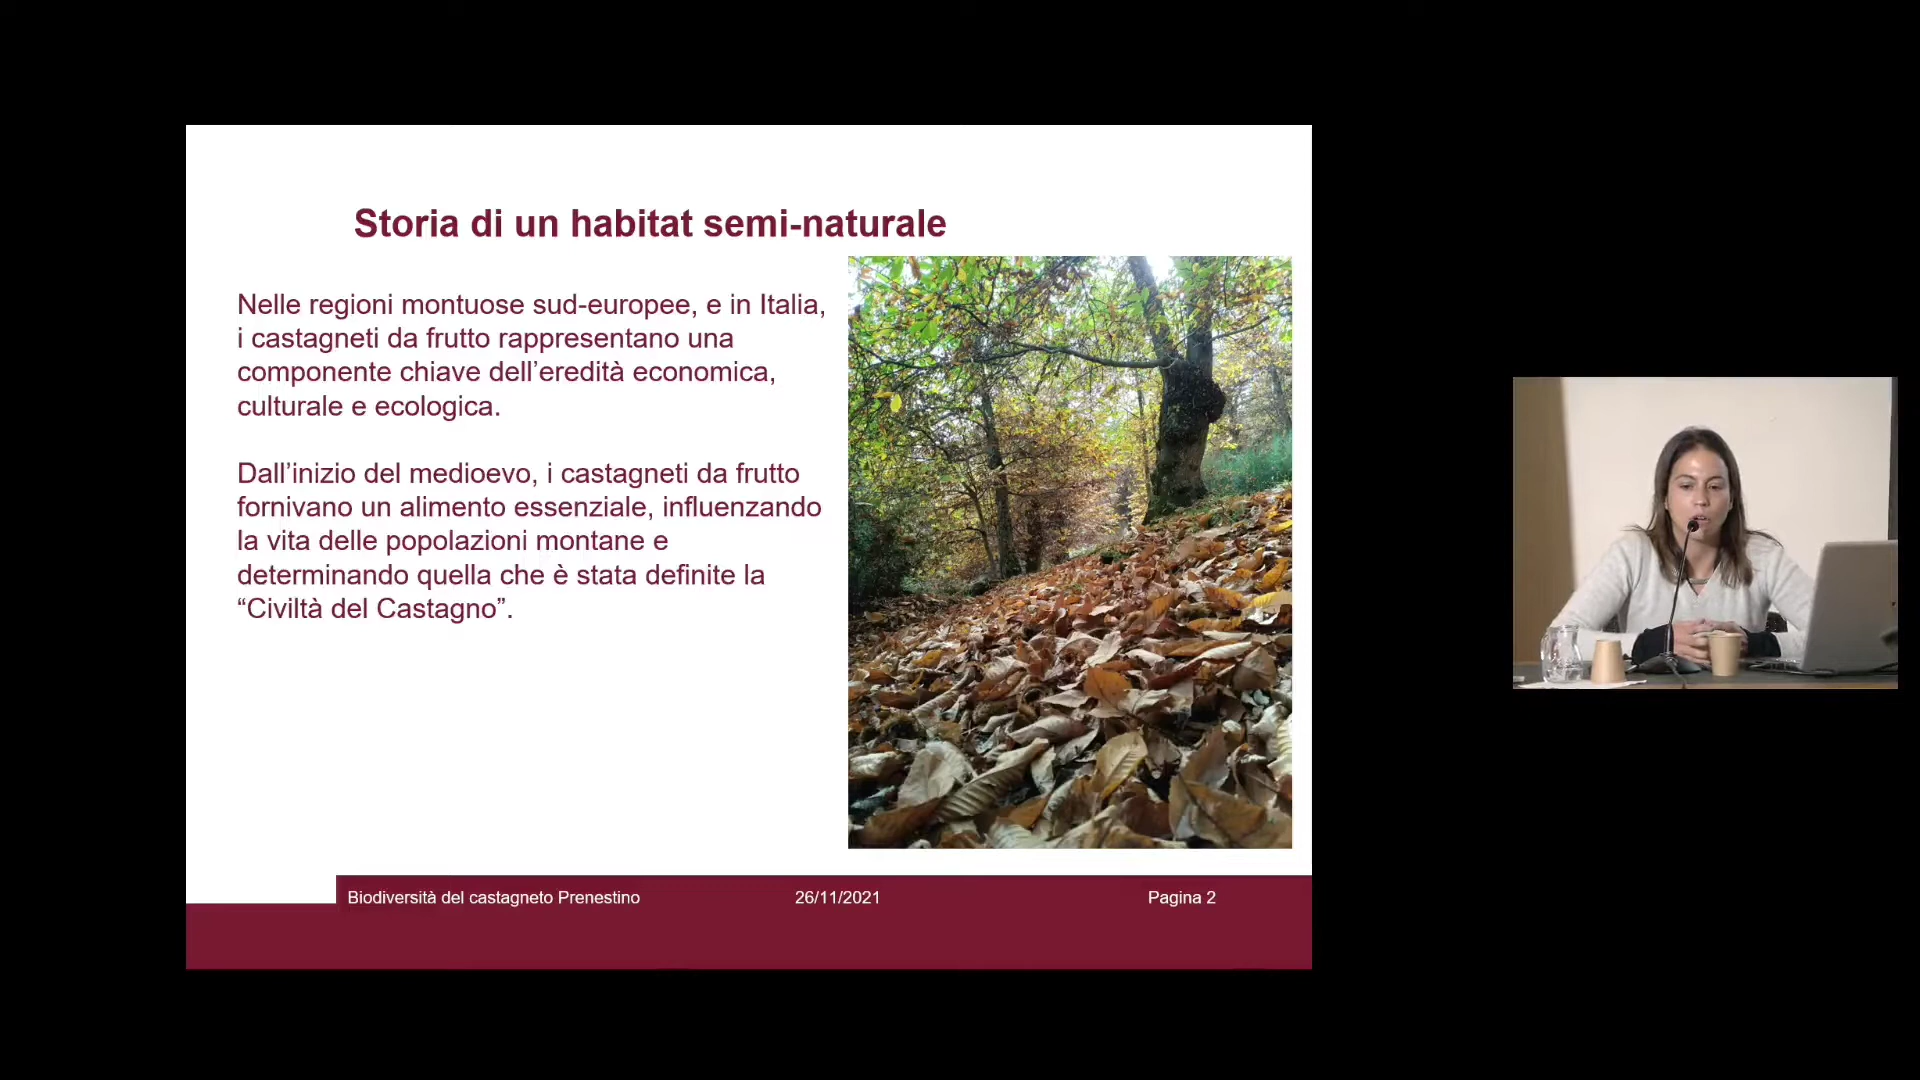 Storia di un habitat semi-naturale
Nelle regioni montuose sud-europee, e in Italia,
i castagneti da frutto rappresentano una
componente chiave dell’eredità economica,
culturale e ecologica.
Dall’inizio del medioevo, i castagneti da frutto
fornivano un alimento essenziale, influenzando
la vita delle popolazioni montane e
determinando quella che è stata definite la
“Civiltà del Castagno”.
Biodiversità del castagneto Prenestino
26/11/2021
Pagina 2